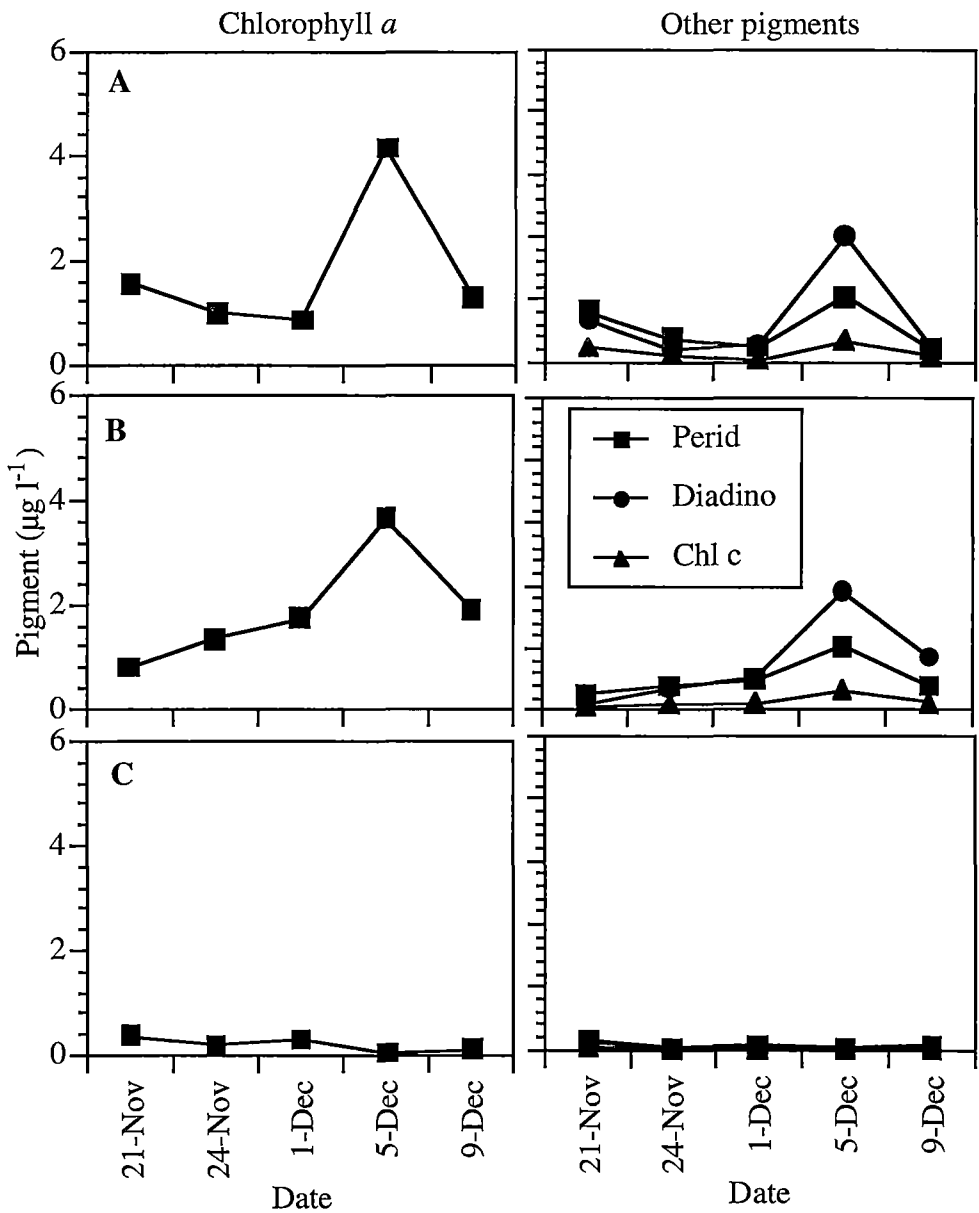 Chlorophyll a
Other pigments
6
A
4
2
0
6
B
4
2
0
Perid
Diadino
Chl c
Pigment (µg l-1)
6
C
4
2
0
21-Nov
24-Nov
1-Dec
5-Dec
9-Dec
Date
21-Nov
24-Nov
1-Dec
5-Dec
9-Dec
Date